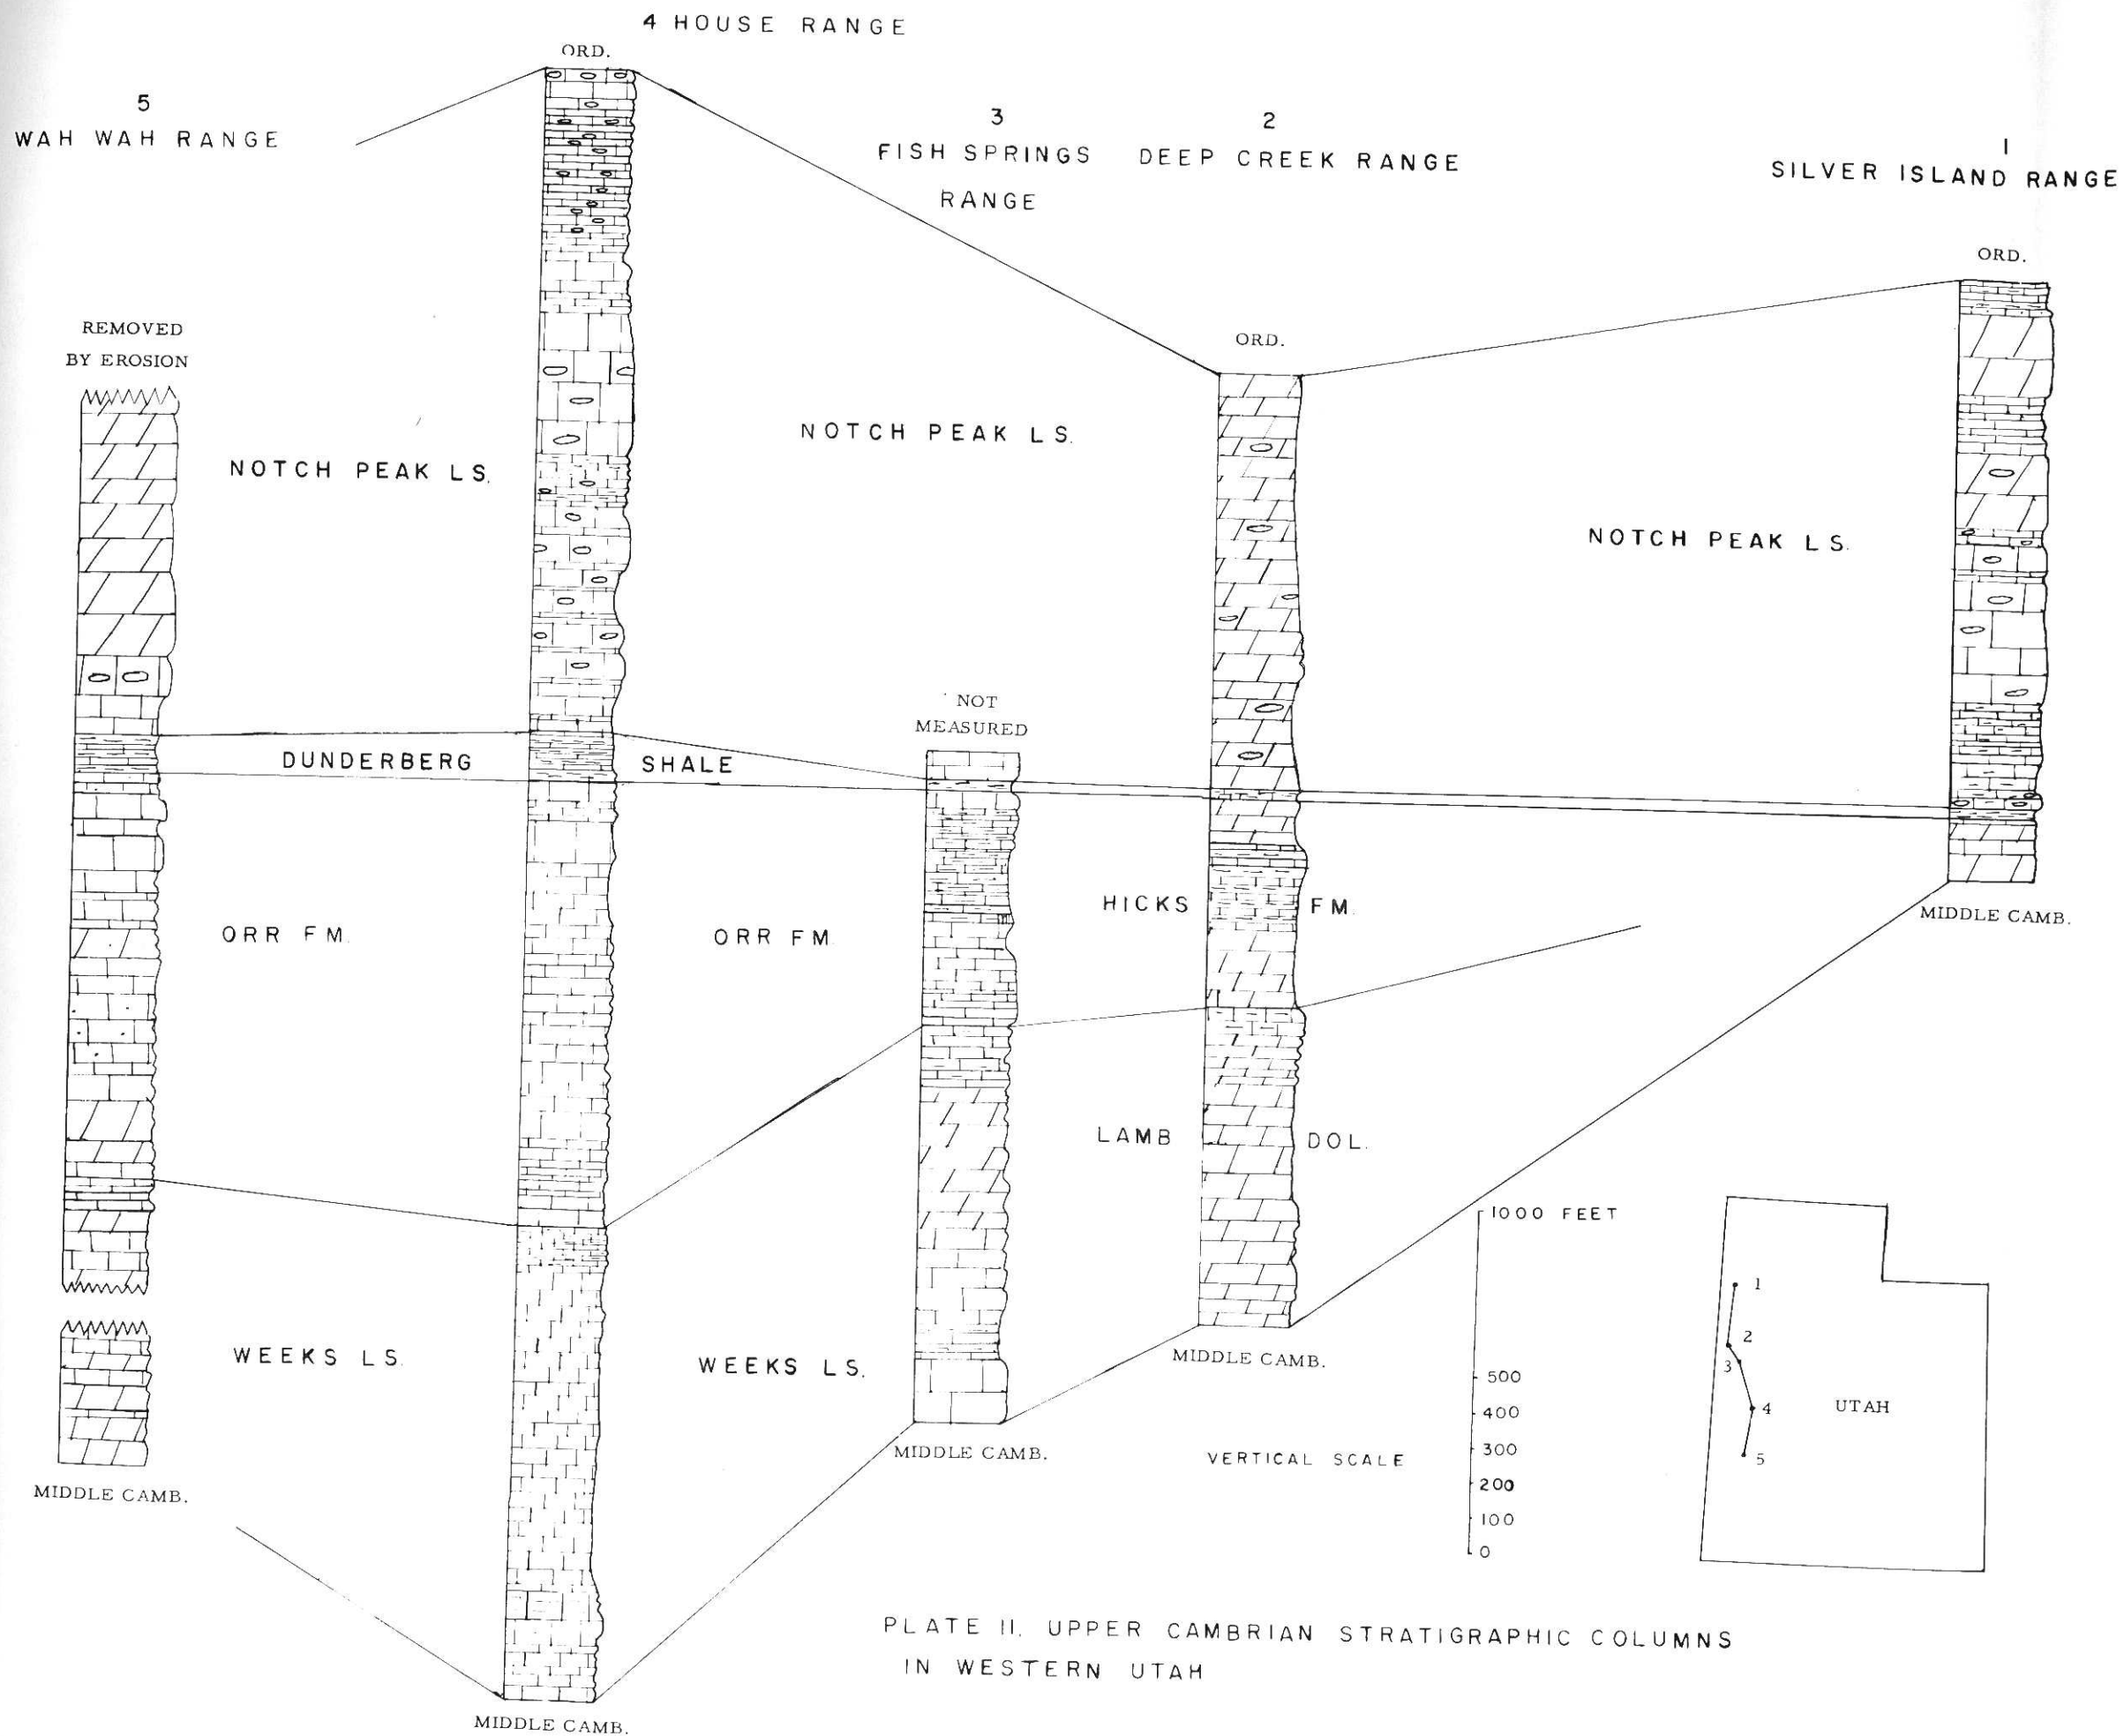 4 HOUSE RANGE
ORD.
5
WAH WAH RANGE
3
FISH SPRINGS
RANGE
2
DEEP CREEK RANGE
1
SILVER ISLAND RANGE
ORD.
REMOVED
BY EROSION
ORD.
NOTCH PEAK LS.
NOTCH PEAK LS.
NOTCH PEAK LS.
NOT
MEASURED
DUNDERBERG SHALE
ORR FM.
ORR FM
HICKS FM.
MIDDLE CAMB.
LAMB DOL.
WEEKS LS.
WEEKS LS.
MIDDLE CAMB.
MIDDLE CAMB.
MIDDLE CAMB.
MIDDLE CAMB.
VERTICAL SCALE
1000 FEET
500
400
300
200
100
0
1
2
3
4
5
UTAH
PLATE II. UPPER CAMBRIAN STRATIGRAPHIC COLUMNS
IN WESTERN UTAH